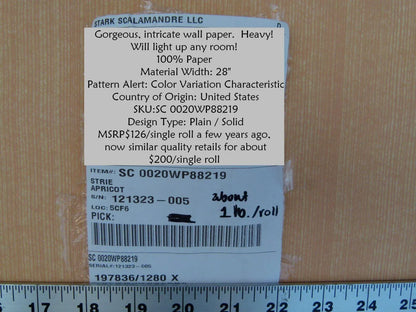 STARK SCALAMANDRE LLC
Gorgeous, intricate wall paper. Heavy!
Will light up any room!
100% Paper
Material Width: 28"
Pattern Alert: Color Variation Characteristic
Country of Origin: United States
SKU:SC 0020WP88219
Design Type: Plain / Solid
MSRP$126/single roll a few years ago,
now similar quality retails for about
$200/single roll
ITEM#: SC 0020WP88219
STRIE
APRICOT
S/N: 121323-005
LOC: 5CF6
PICK:
about
1 lb./roll
SC 0020WP88219
SERIAL#:121323-005
197836/1280 X
17 18 19 20 21 22 23 24 25 26